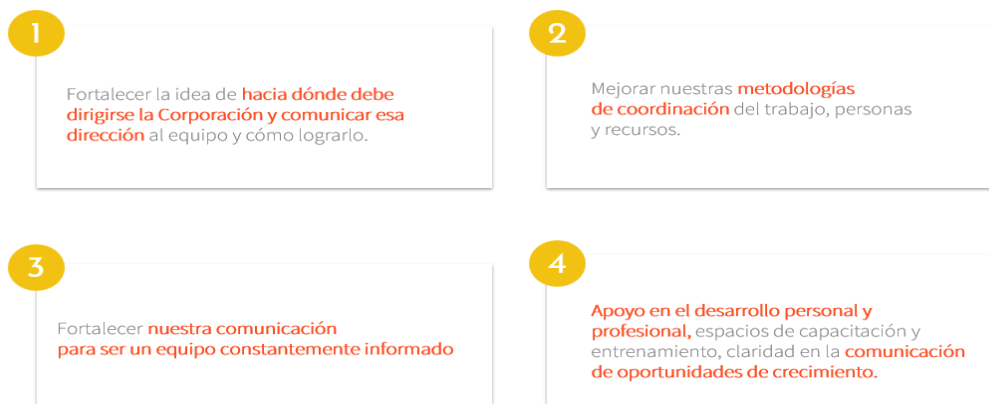 1
Fortalecer la idea de hacia dónde debe
dirigirse la Corporación y comunicar esa
dirección al equipo y cómo lograrlo.
2
Mejorar nuestras metodologías
de coordinación del trabajo, personas
y recursos.
3
Fortalecer nuestra comunicación
para ser un equipo constantemente informado
4
Apoyo en el desarrollo personal y
profesional, espacios de capacitación y
entrenamiento, claridad en la comunicación
de oportunidades de crecimiento.